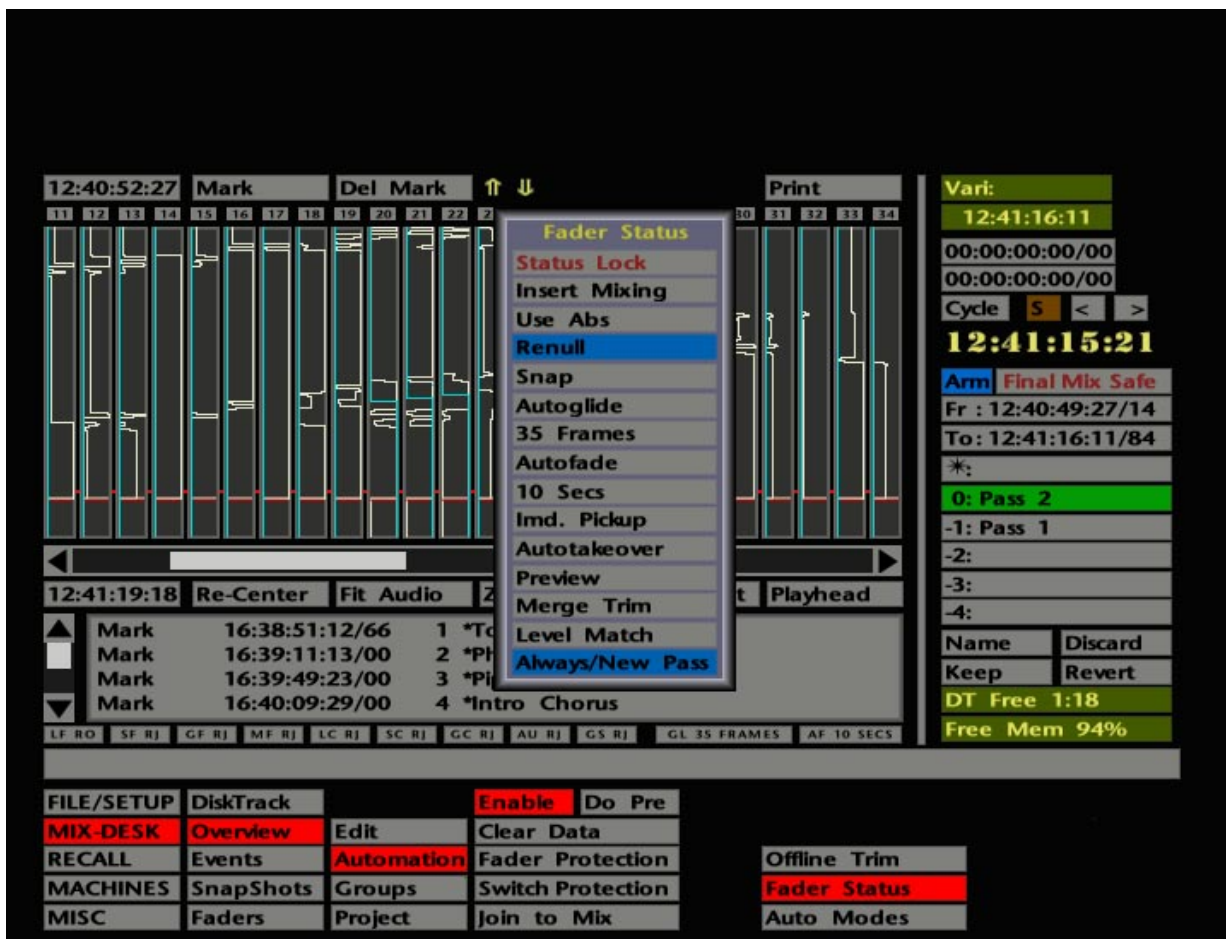 12:40:52:27 Mark Del Mark ⇑ ⇓ Print
11 12 13 14 15 16 17 18 19 20 21 22 2 30 31 32 33 34
Fader Status
Status Lock
Insert Mixing
Use Abs
Renull
Snap
Autoglide
35 Frames
Autofade
10 Secs
Imd. Pickup
Autotakeover
Preview
Merge Trim
Level Match
Always/New Pass
12:41:19:18 Re-Center Fit Audio Z t Playhead
Mark 16:38:51:12/66 1 *To
Mark 16:39:11:13/00 2 *Ph
Mark 16:39:49:23/00 3 *Pi
Mark 16:40:09:29/00 4 *Intro Chorus
LF RO SF RJ GF RJ MF RJ LC RJ SC RJ GC RJ AU RJ GS RJ GL 35 FRAMES AF 10 SECS
Vari:
12:41:16:11
00:00:00:00/00
00:00:00:00/00
Cycle S < >
12:41:15:21
Arm Final Mix Safe
Fr : 12:40:49:27/14
To: 12:41:16:11/84
*:
0: Pass 2
-1: Pass 1
-2:
-3:
-4:
Name Discard
Keep Revert
DT Free 1:18
Free Mem 94%
FILE/SETUP DiskTrack Enable Do Pre
MIX-DESK Overview Edit Clear Data
RECALL Events Automation Fader Protection Offline Trim
MACHINES SnapShots Groups Switch Protection Fader Status
MISC Faders Project Join to Mix Auto Modes